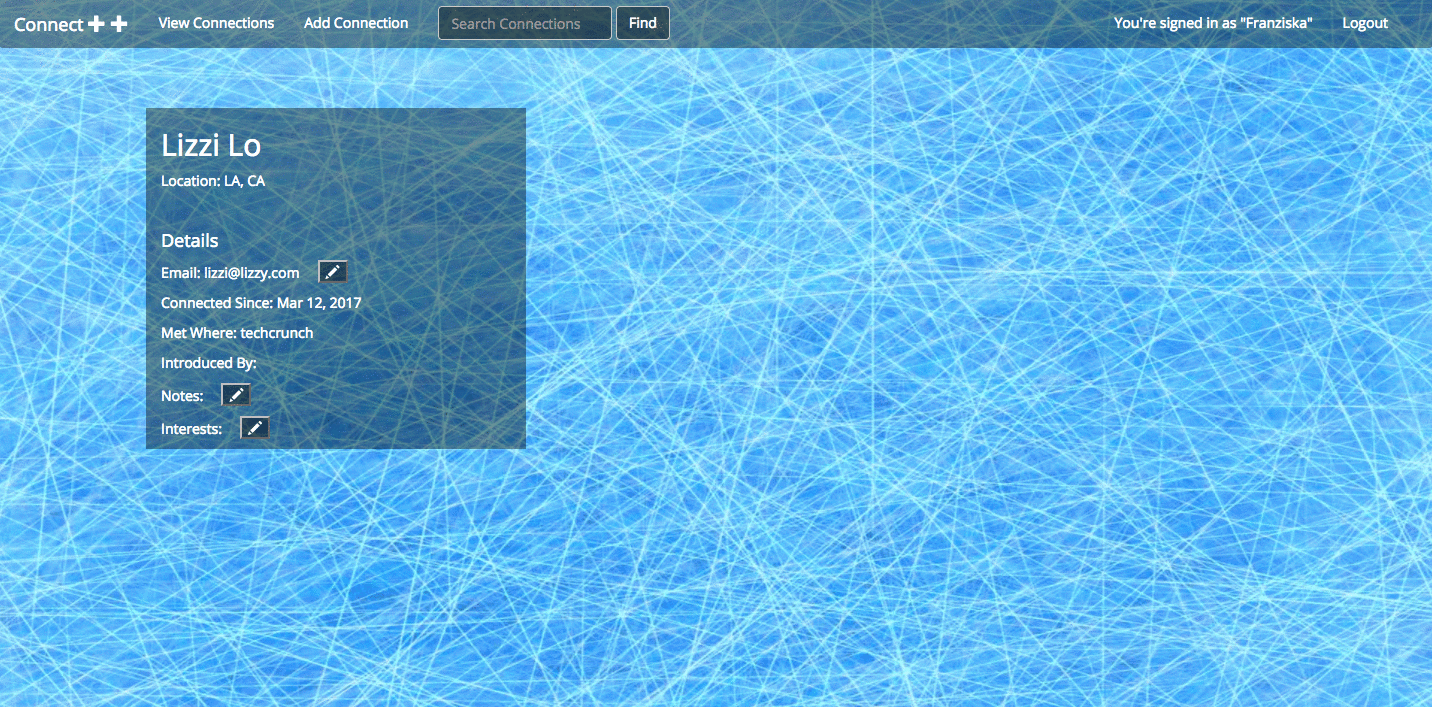 Connect ++ View Connections Add Connection Search Connections Find You're signed in as "Franziska" Logout
Lizzi Lo
Location: LA, CA
Details
Email: lizzi@lizzy.com
Connected Since: Mar 12, 2017
Met Where: techcrunch
Introduced By:
Notes:
Interests: